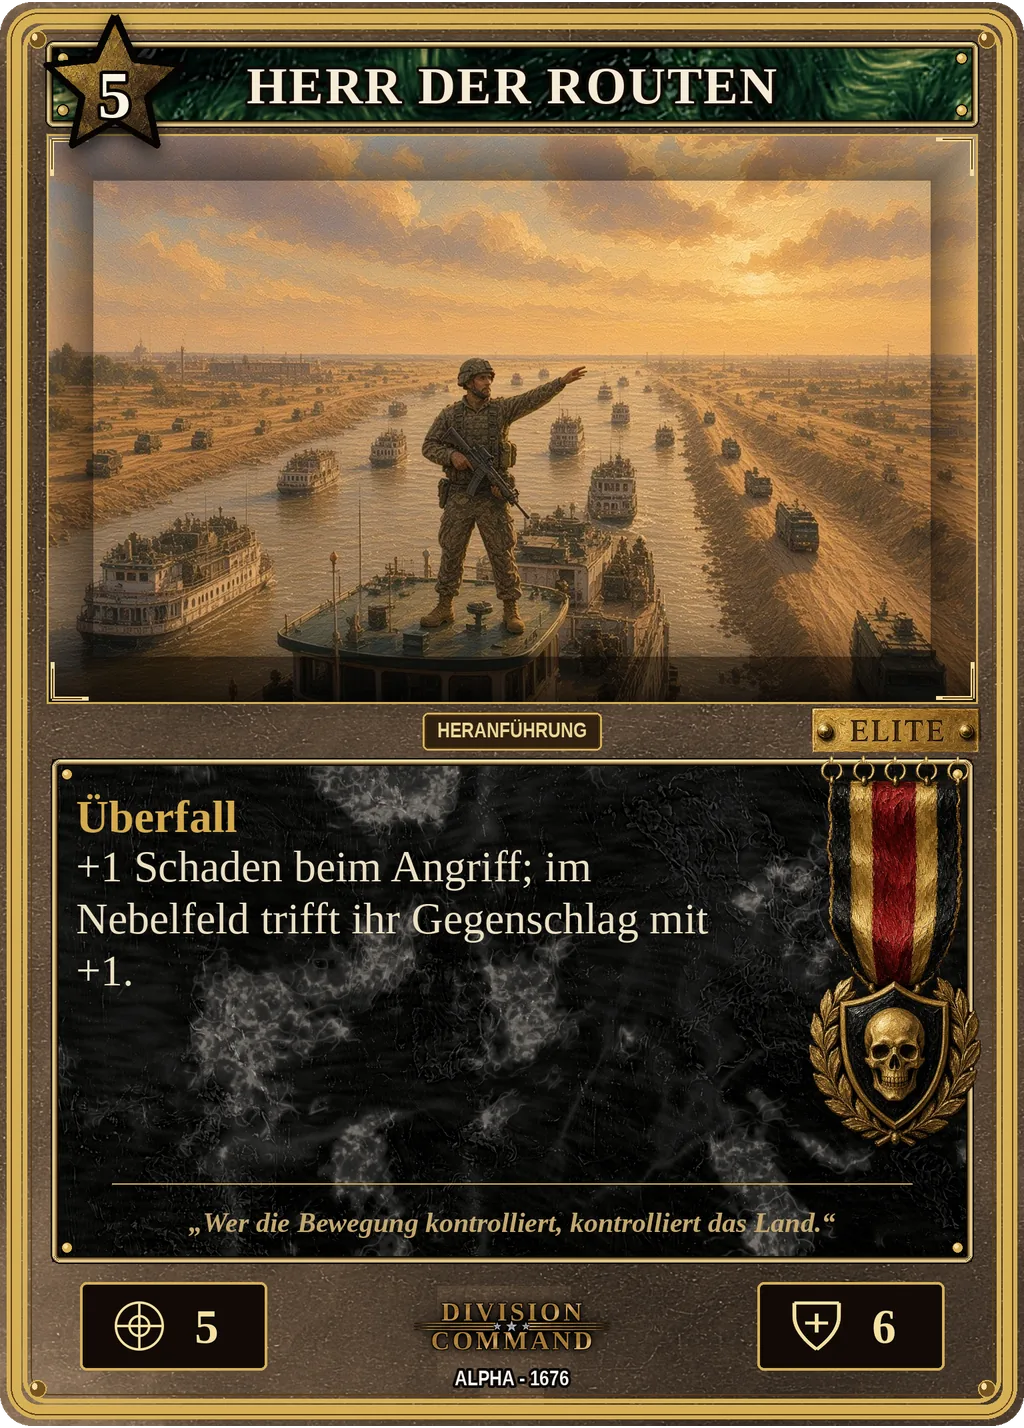 5
HERR DER ROUTEN
HERANFÜHRUNG
ELITE
Überfall
+1 Schaden beim Angriff; im
Nebelfeld trifft ihr Gegenschlag mit
+1.
„Wer die Bewegung kontrolliert, kontrolliert das Land.“
5
DIVISION
COMMAND
ALPHA - 1676
6